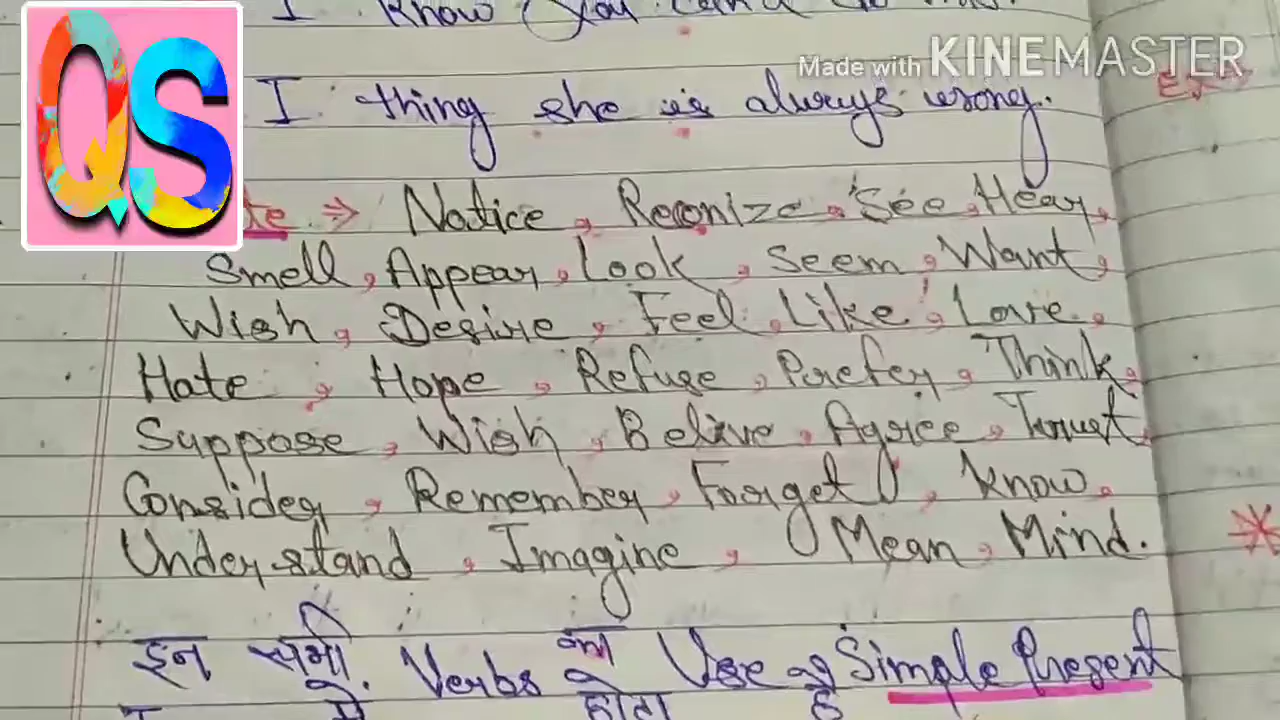 I know you
Made with KINEMASTER
QS
I thing she is always wrong.
⇒ Notice, Reconize, See, Hear,
Smell, Appear, Look, Seem, Want,
Wish, Desire, Feel, Like, Love,
Hate, Hope, Refuse, Prefer, Think,
Suppose, Wish, Belive, Agree, Trust,
Consider, Remember, Forget, Know,
Understand, Imagine, Mean, Mind.
इन सभी Verbs का Use Simple Present
में होता है